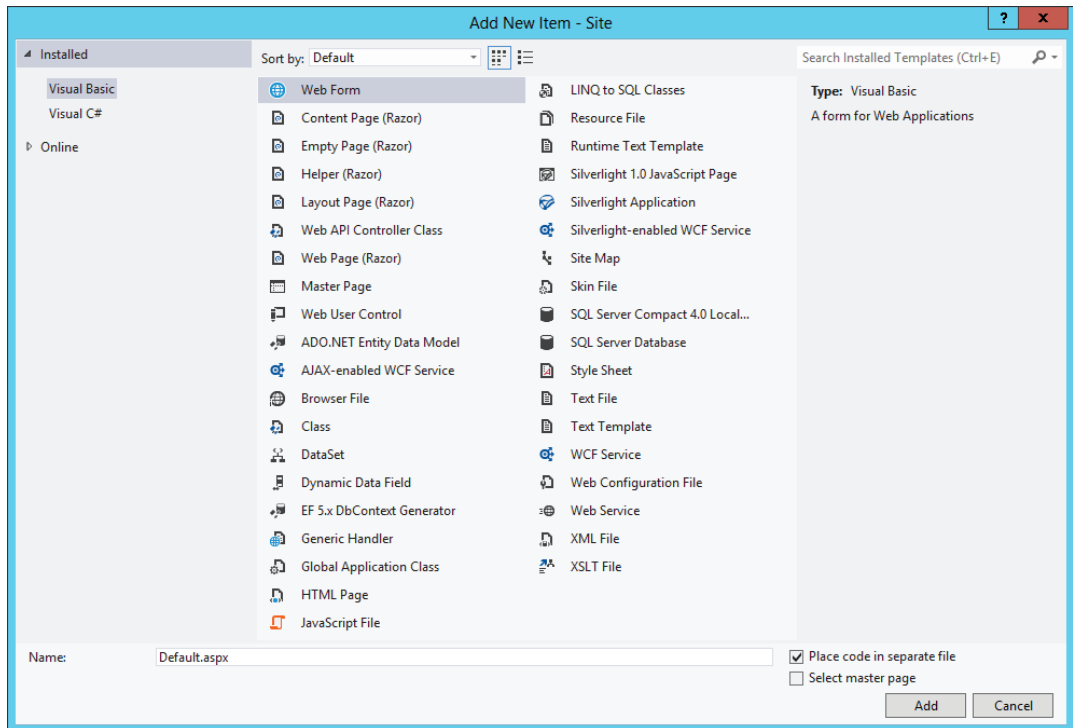 Add New Item - Site
? x
Installed
Visual Basic
Visual C#
Online
Sort by: Default
Search Installed Templates (Ctrl+E)
Web Form
Content Page (Razor)
Empty Page (Razor)
Helper (Razor)
Layout Page (Razor)
Web API Controller Class
Web Page (Razor)
Master Page
Web User Control
ADO.NET Entity Data Model
AJAX-enabled WCF Service
Browser File
Class
DataSet
Dynamic Data Field
EF 5.x DbContext Generator
Generic Handler
Global Application Class
HTML Page
JavaScript File
LINQ to SQL Classes
Resource File
Runtime Text Template
Silverlight 1.0 JavaScript Page
Silverlight Application
Silverlight-enabled WCF Service
Site Map
Skin File
SQL Server Compact 4.0 Local...
SQL Server Database
Style Sheet
Text File
Text Template
WCF Service
Web Configuration File
Web Service
XML File
XSLT File
Type: Visual Basic
A form for Web Applications
Name: Default.aspx
Place code in separate file
Select master page
Add Cancel